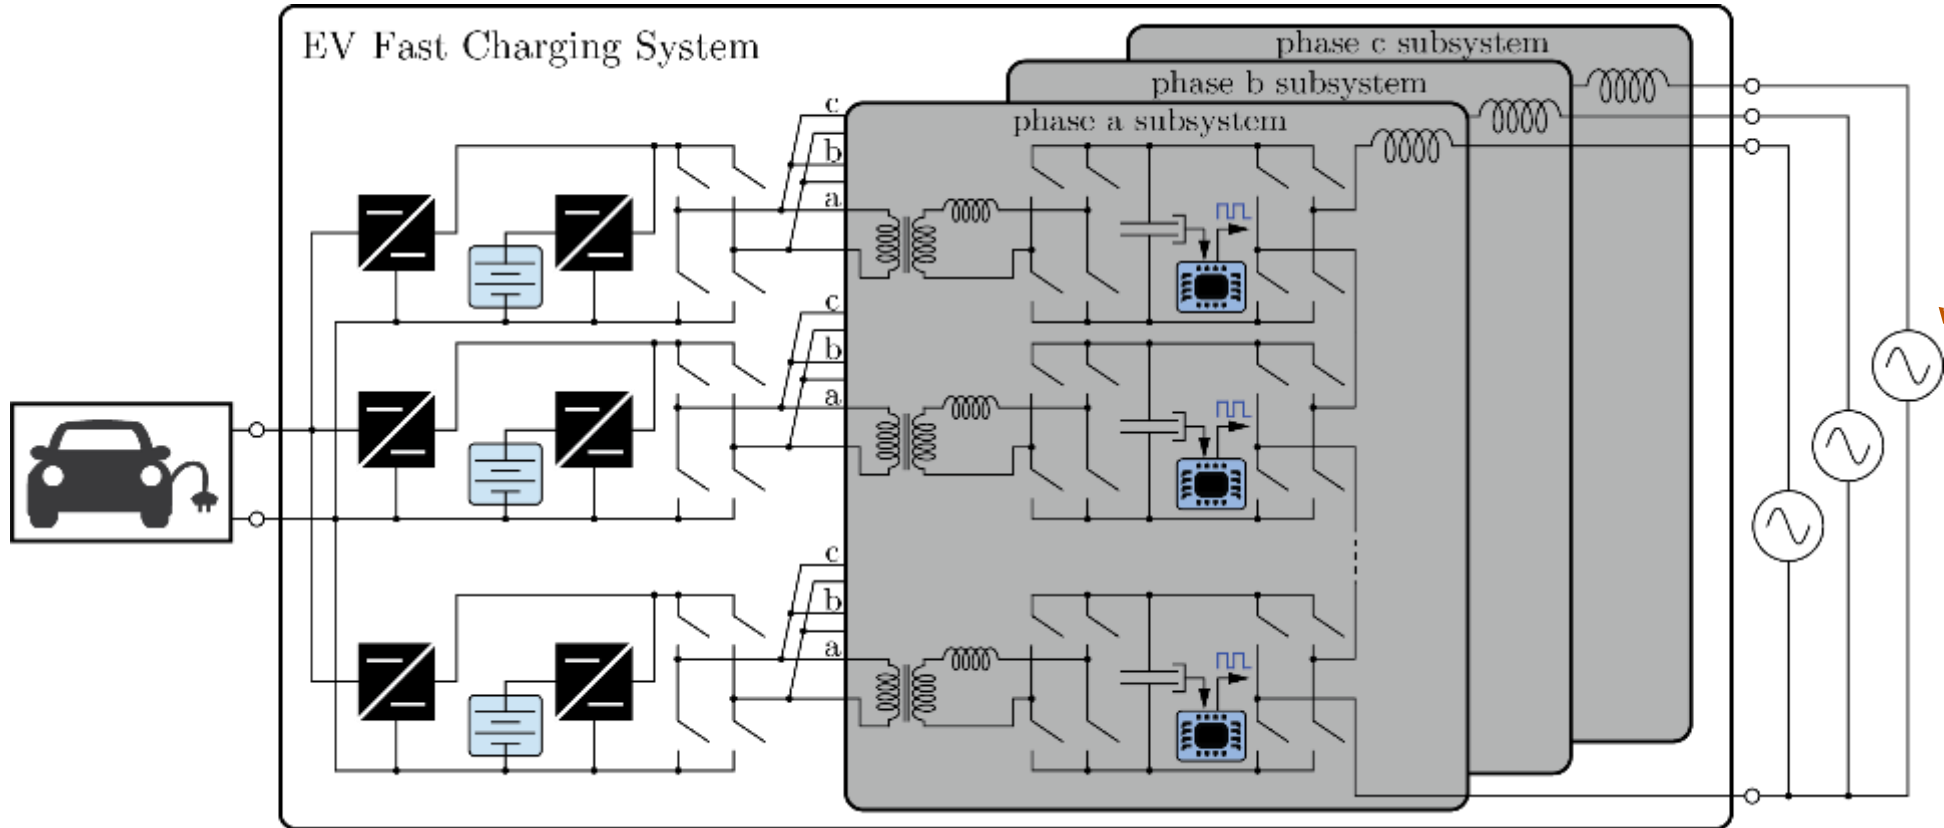 EV Fast Charging System
phase c subsystem
phase b subsystem
phase a subsystem
c
b
a
c
b
a
c
b
a